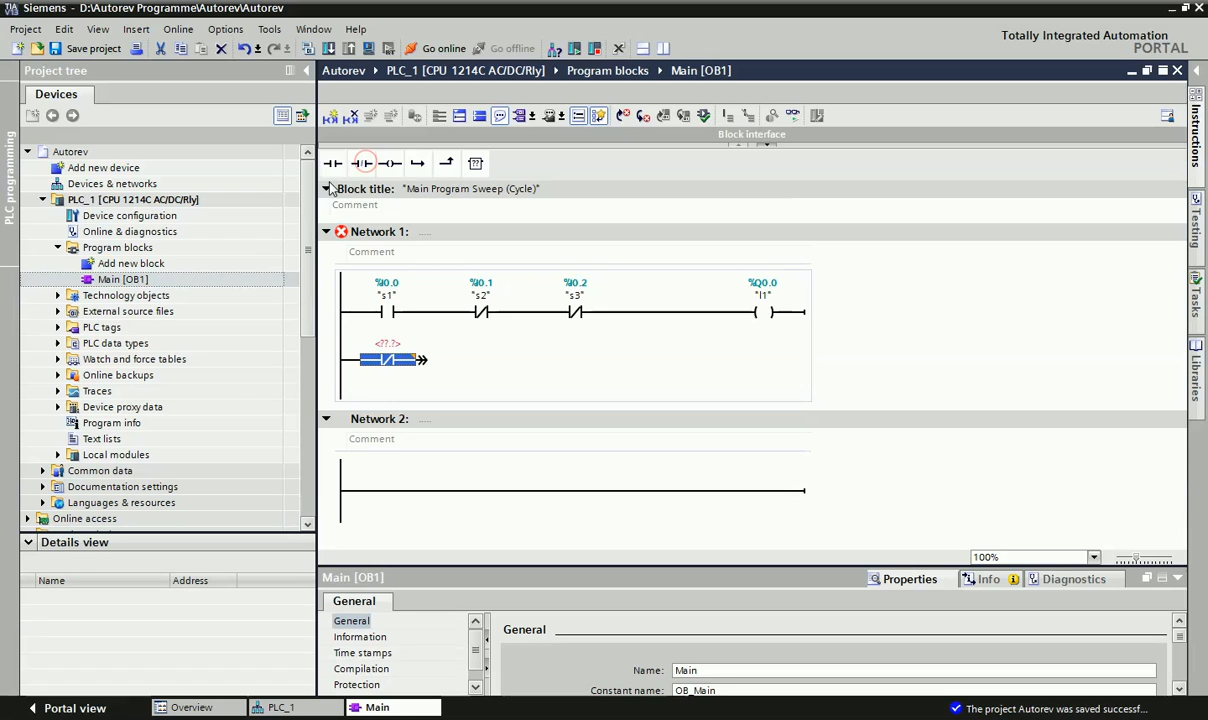 Siemens - D:\Autorev Programme\Autorev\Autorev
Project Edit View Insert Online Options Tools Window Help
Save project Go online Go offline
Totally Integrated Automation
PORTAL
Project tree
Devices
Autorev
Add new device
Devices & networks
PLC_1 [CPU 1214C AC/DC/Rly]
Device configuration
Online & diagnostics
Program blocks
Add new block
Main [OB1]
Technology objects
External source files
PLC tags
PLC data types
Watch and force tables
Online backups
Traces
Device proxy data
Program info
Text lists
Local modules
Common data
Documentation settings
Languages & resources
Online access
Details view
Name Address
PLC programming
Autorev PLC_1 [CPU 1214C AC/DC/Rly] Program blocks Main [OB1]
Block interface
Block title: "Main Program Sweep (Cycle)"
Comment
Network 1: .....
Comment
%I0.0 %I0.1 %I0.2 %Q0.0
"s1" "s2" "s3" "l1"
<??.?>
Network 2: .....
Comment
100%
Main [OB1]
Properties Info Diagnostics
General
General
Information
Time stamps
Compilation
Protection
General
Name: Main
Constant name: OB_Main
Instructions
Testing
Tasks
Libraries
Portal view Overview PLC_1 Main
The project Autorev was saved successf...